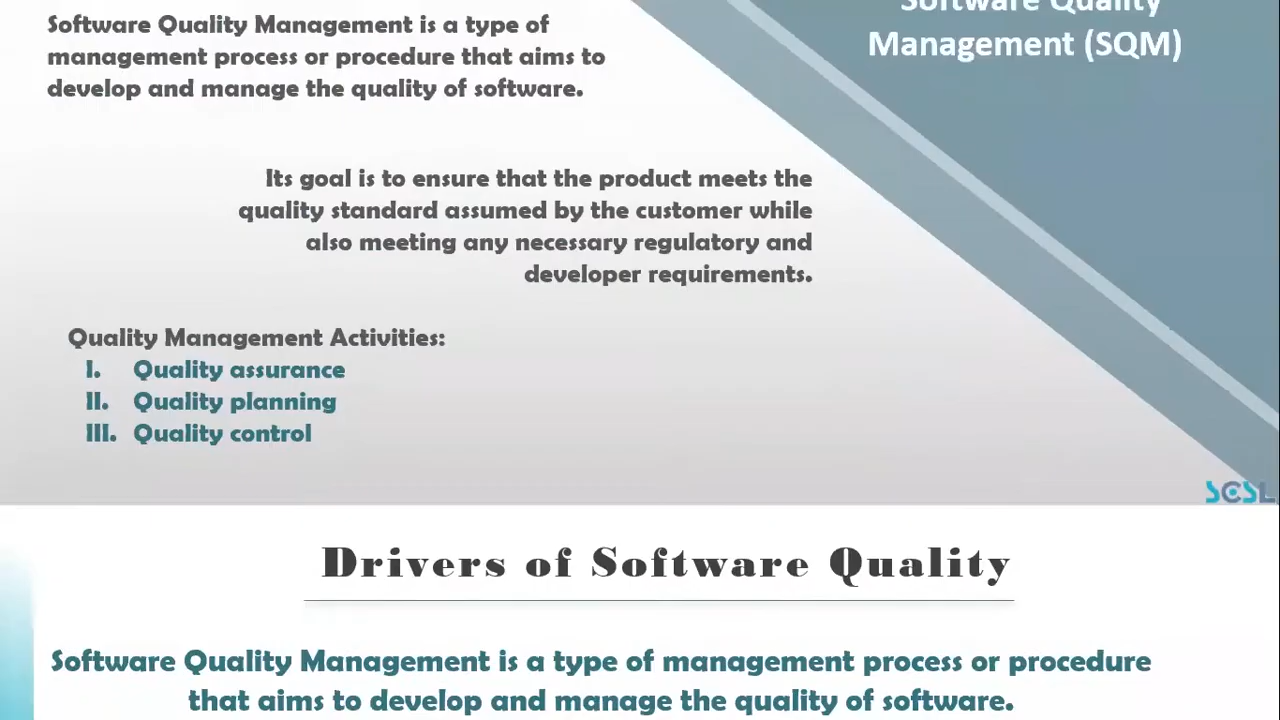 Software Quality Management is a type of
management process or procedure that aims to
develop and manage the quality of software.
Software Quality
Management (SQM)
Its goal is to ensure that the product meets the
quality standard assumed by the customer while
also meeting any necessary regulatory and
developer requirements.
Quality Management Activities:
I. Quality assurance
II. Quality planning
III. Quality control
SCSL
Drivers of Software Quality
Software Quality Management is a type of management process or procedure
that aims to develop and manage the quality of software.